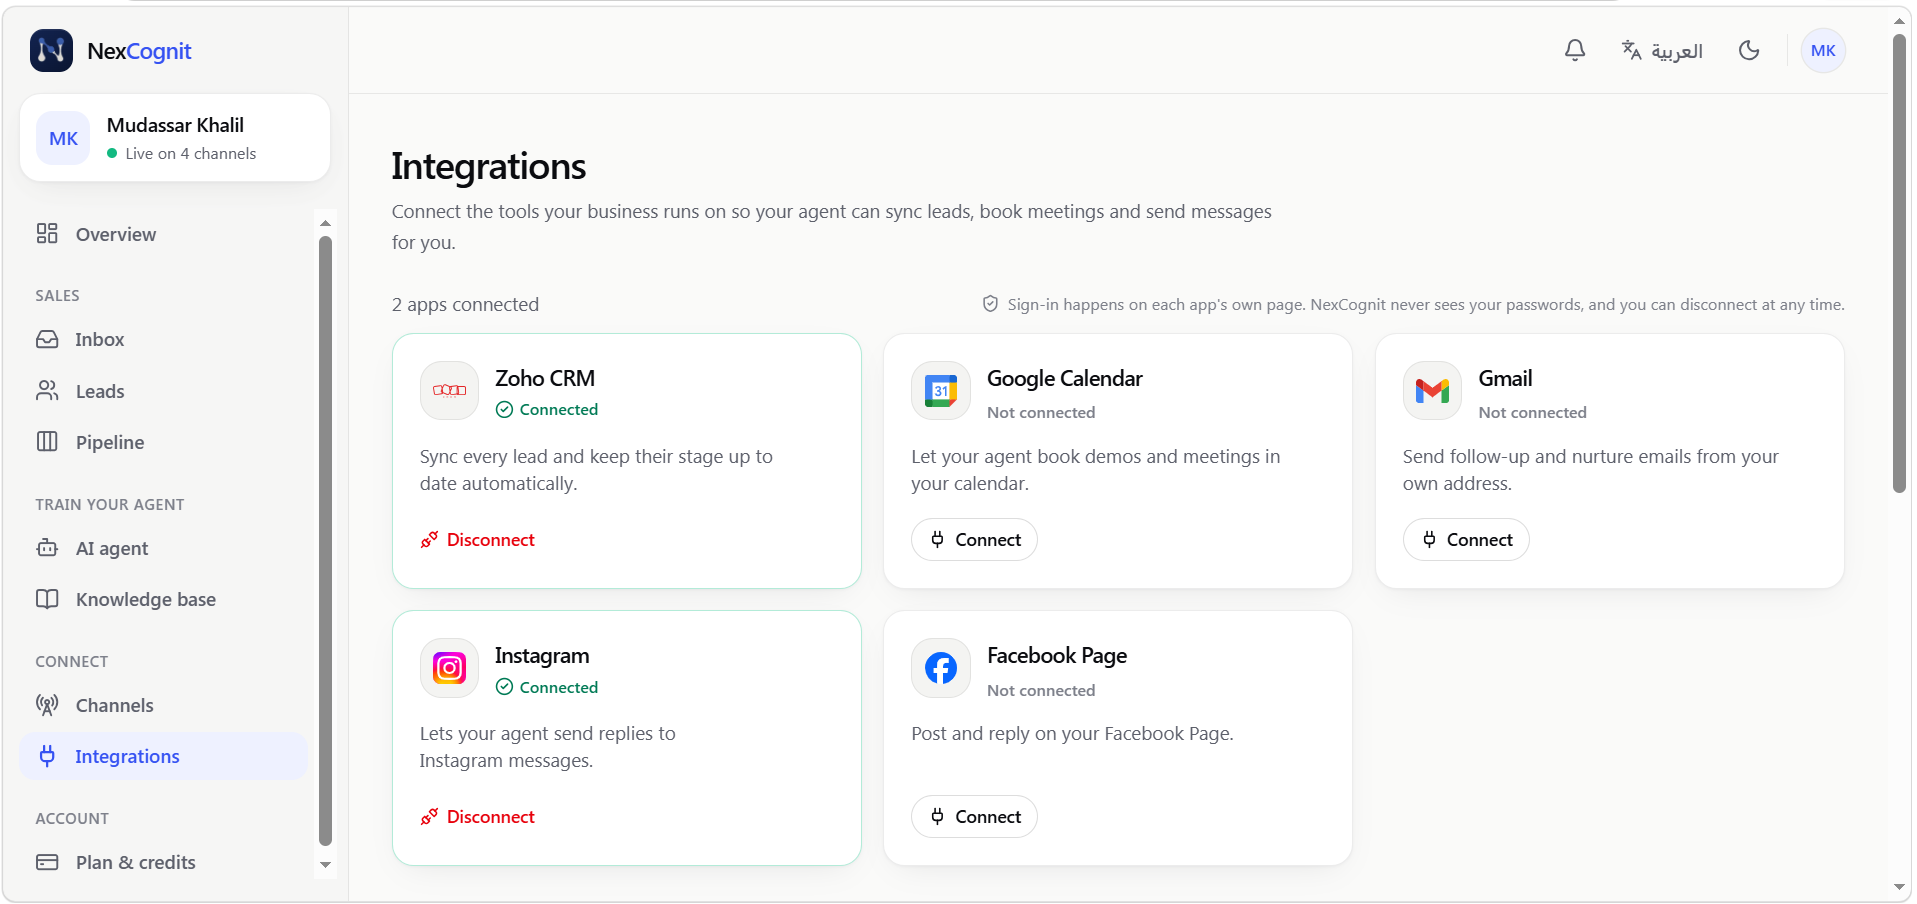 NexCognit
العربية
MK
MK
Mudassar Khalil
Live on 4 channels
Overview
SALES
Inbox
Leads
Pipeline
TRAIN YOUR AGENT
AI agent
Knowledge base
CONNECT
Channels
Integrations
ACCOUNT
Plan & credits
Integrations
Connect the tools your business runs on so your agent can sync leads, book meetings and send messages
for you.
2 apps connected
Sign-in happens on each app's own page. NexCognit never sees your passwords, and you can disconnect at any time.
Zoho CRM
Connected
Sync every lead and keep their stage up to
date automatically.
Disconnect
31
Google Calendar
Not connected
Let your agent book demos and meetings in
your calendar.
Connect
Gmail
Not connected
Send follow-up and nurture emails from your
own address.
Connect
Instagram
Connected
Lets your agent send replies to
Instagram messages.
Disconnect
Facebook Page
Not connected
Post and reply on your Facebook Page.
Connect